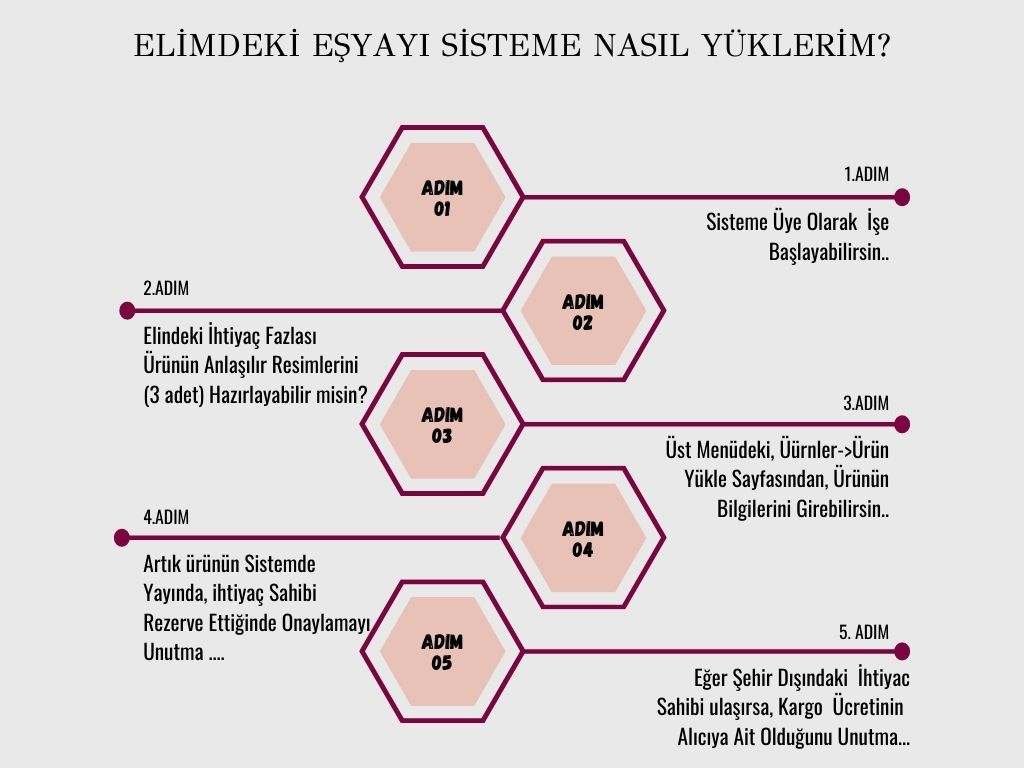 ELİMDEKİ EŞYAYI SİSTEME NASIL YÜKLERİM?
ADIM
01
1.ADIM
Sisteme Üye Olarak İşe
Başlayabilirsin..
2.ADIM
ADIM
02
Elindeki İhtiyaç Fazlası
Ürünün Anlaşılır Resimlerini
(3 adet) Hazırlayabilir misin?
ADIM
03
3.ADIM
Üst Menüdeki, Üürnler->Ürün
Yükle Sayfasından, Ürünün
Bilgilerini Girebilirsin..
4.ADIM
ADIM
04
Artık ürünün Sistemde
Yayında, ihtiyaç Sahibi
Rezerve Ettiğinde Onaylamayı
Unutma ....
ADIM
05
5. ADIM
Eğer Şehir Dışındaki İhtiyac
Sahibi ulaşırsa, Kargo Ücretinin
Alıcıya Ait Olduğunu Unutma...